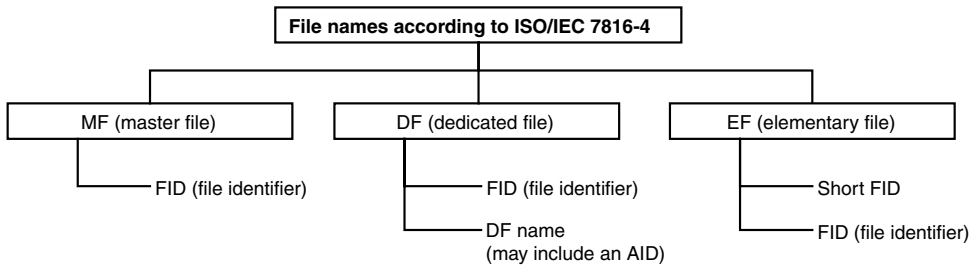 File names according to ISO/IEC 7816-4
MF (master file)
DF (dedicated file)
EF (elementary file)
FID (file identifier)
FID (file identifier)
DF name
(may include an AID)
Short FID
FID (file identifier)